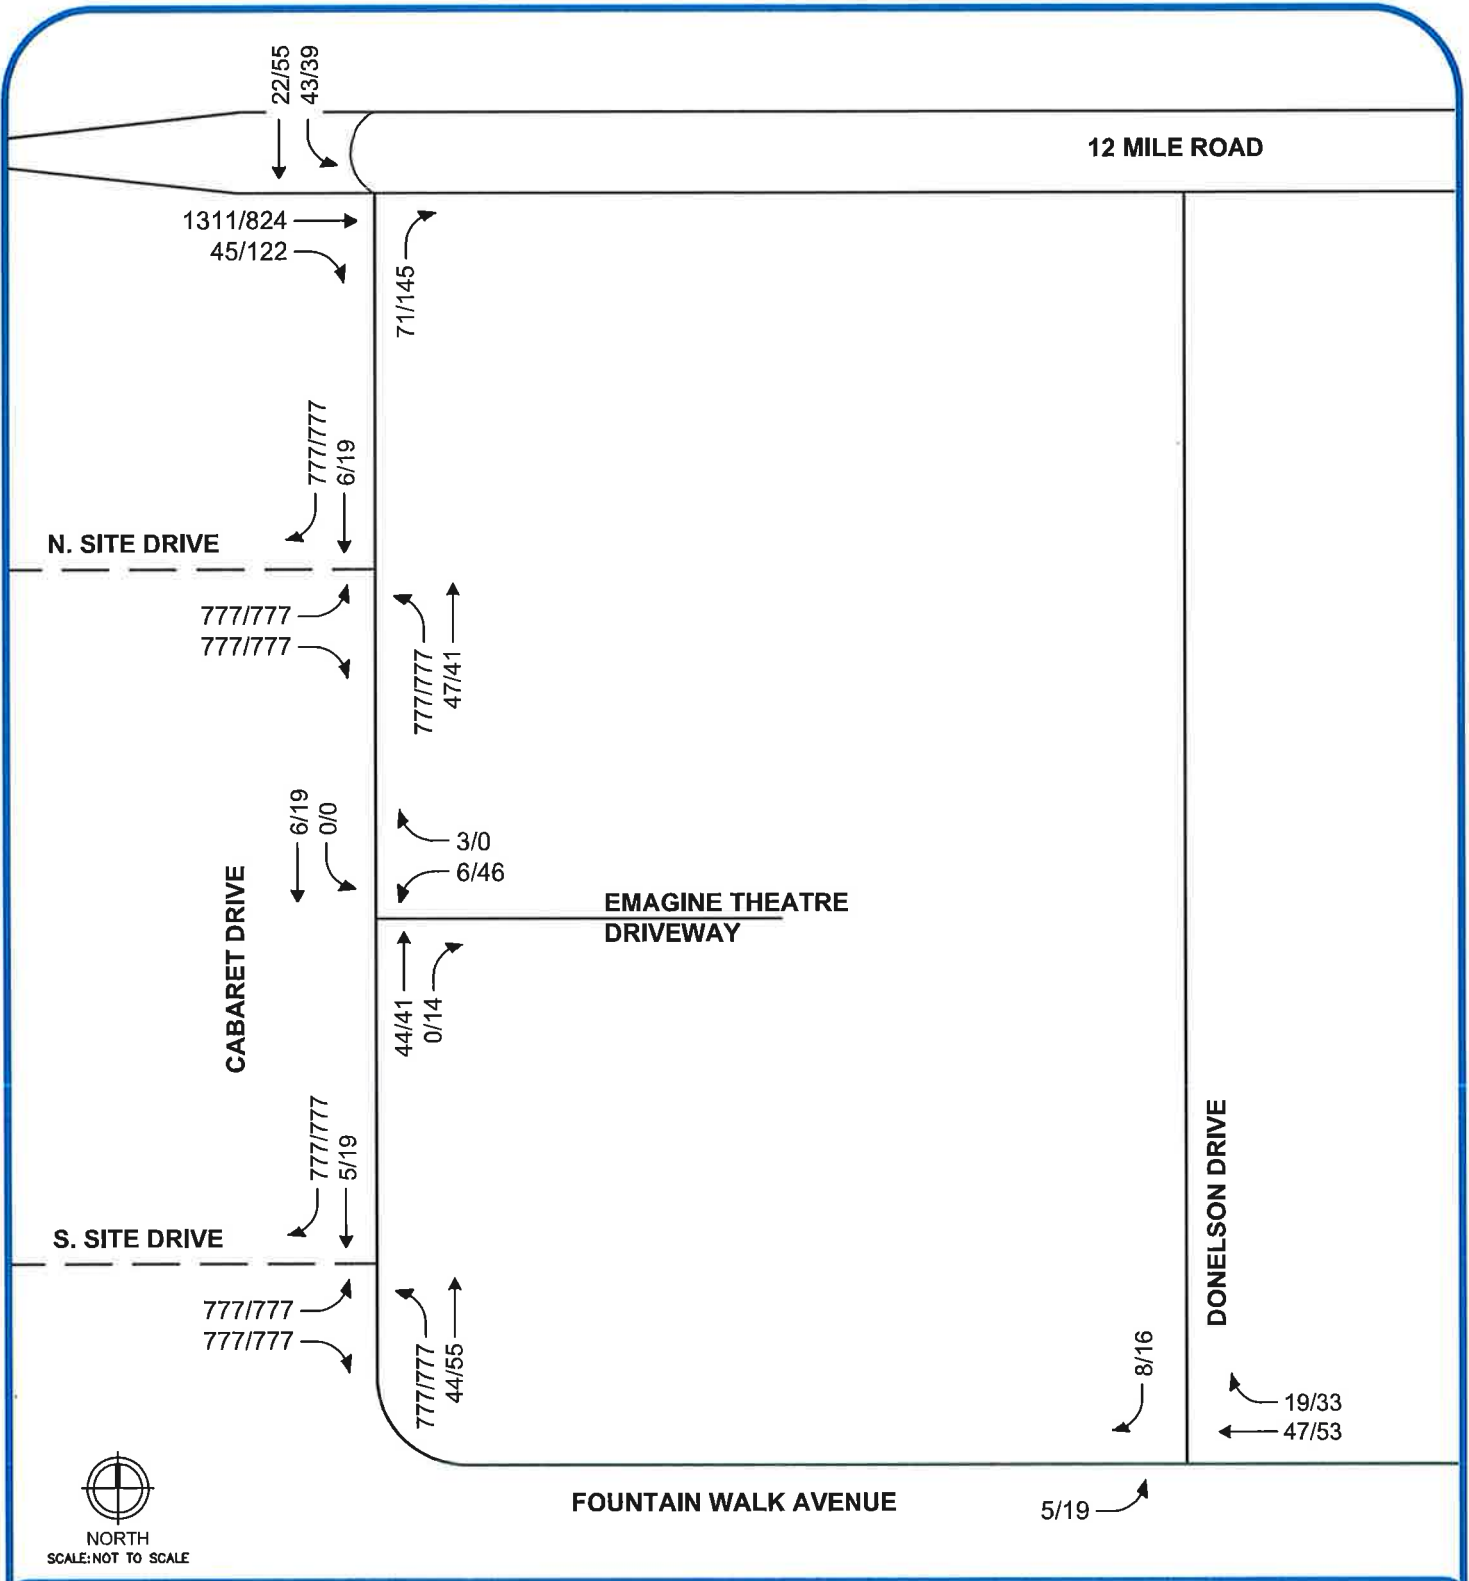 22/55
43/39
12 MILE ROAD
1311/824
45/122
71/145
777/777
6/19
N. SITE DRIVE
777/777
777/777
777/777
47/41
6/19
0/0
3/0
6/46
EMAGINE THEATRE
DRIVEWAY
CABARET DRIVE
44/41
0/14
777/777
5/19
S. SITE DRIVE
777/777
777/777
777/777
44/55
DONELSON DRIVE
8/16
19/33
47/53
FOUNTAIN WALK AVENUE
5/19
NORTH
SCALE:NOT TO SCALE